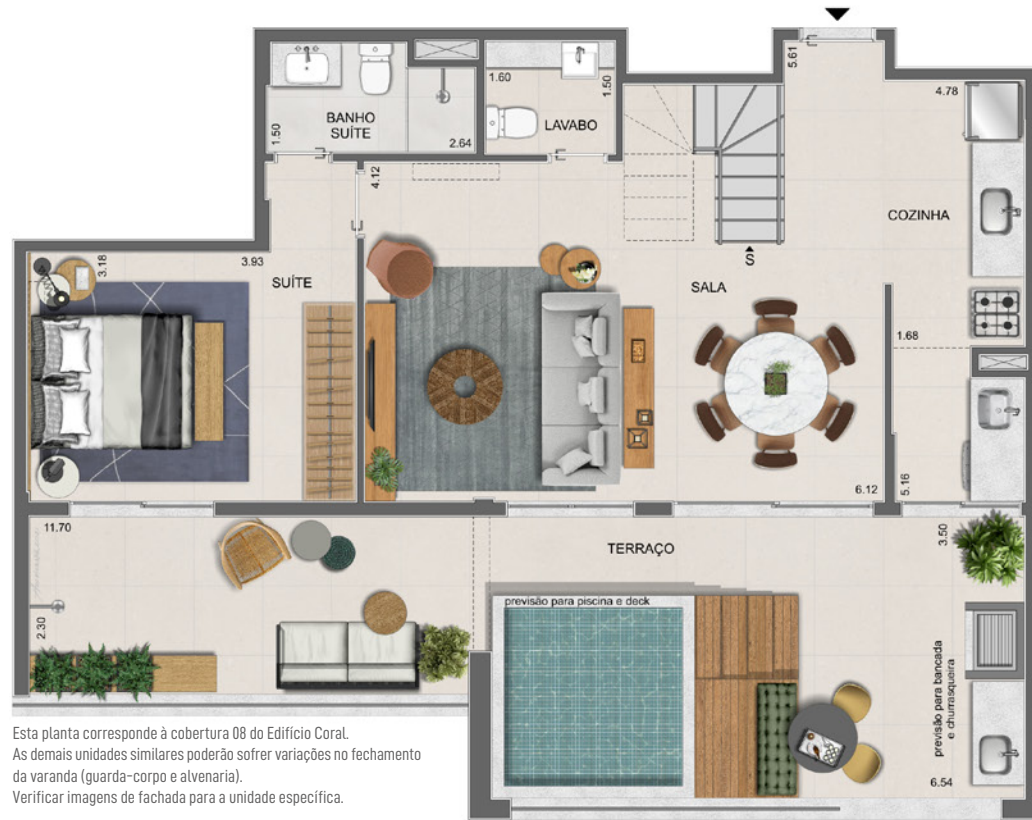 5.61
1.60
1.50
4.78
BANHO
SUÍTE
LAVABO
1.50
2.64
4.12
COZINHA
S
3.18
3.93
SUÍTE
SALA
1.68
6.12
5.16
11.70
TERRAÇO
3.50
previsão para piscina e deck
2.30
previsão para bancada
e churrasqueira
6.54
Esta planta corresponde à cobertura 08 do Edifício Coral.
As demais unidades similares poderão sofrer variações no fechamento
da varanda (guarda-corpo e alvenaria).
Verificar imagens de fachada para a unidade específica.